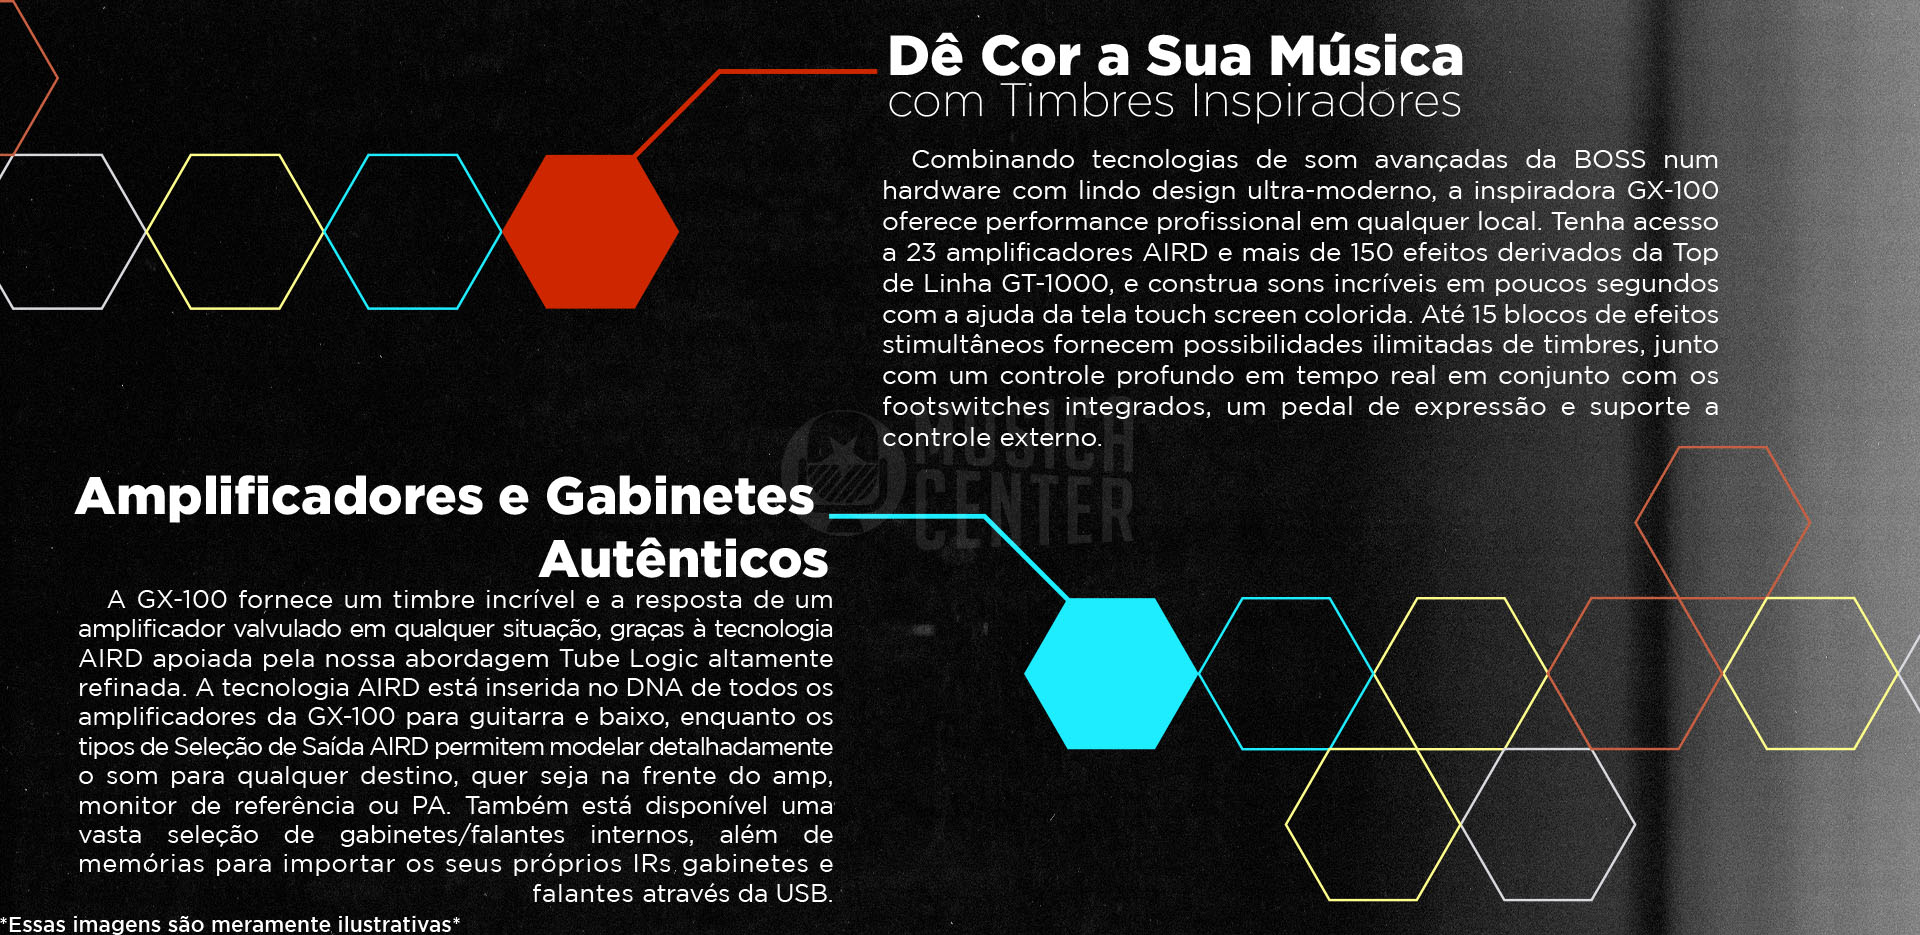 Dê Cor a Sua Música
com Timbres Inspiradores
Combinando tecnologias de som avançadas da BOSS num
hardware com lindo design ultra-moderno, a inspiradora GX-100
oferece performance profissional em qualquer local. Tenha acesso
a 23 amplificadores AIRD e mais de 150 efeitos derivados da Top
de Linha GT-1000, e construa sons incríveis em poucos segundos
com a ajuda da tela touch screen colorida. Até 15 blocos de efeitos
stimultâneos fornecem possibilidades ilimitadas de timbres, junto
com um controle profundo em tempo real em conjunto com os
footswitches integrados, um pedal de expressão e suporte a
controle externo.
MUSICA
CENTER
Amplificadores e Gabinetes
Autênticos
A GX-100 fornece um timbre incrível e a resposta de um
amplificador valvulado em qualquer situação, graças à tecnologia
AIRD apoiada pela nossa abordagem Tube Logic altamente
refinada. A tecnologia AIRD está inserida no DNA de todos os
amplificadores da GX-100 para guitarra e baixo, enquanto os
tipos de Seleção de Saída AIRD permitem modelar detalhadamente
o som para qualquer destino, quer seja na frente do amp,
monitor de referência ou PA. Também está disponível uma
vasta seleção de gabinetes/falantes internos, além de
memórias para importar os seus próprios IRs gabinetes e
falantes através da USB.
*Essas imagens são meramente ilustrativas*